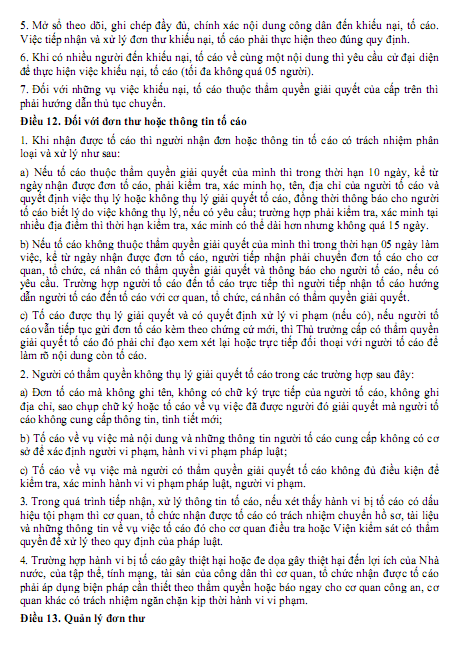 5. Mở sổ theo dõi, ghi chép đầy đủ, chính xác nội dung công dân đến khiếu nại, tố cáo.
Việc tiếp nhận và xử lý đơn thư khiếu nại, tố cáo phải thực hiện theo đúng quy định.
6. Khi có nhiều người đến khiếu nại, tố cáo về cùng một nội dung thì yêu cầu cử đại diện
để thực hiện việc khiếu nại, tố cáo (tối đa không quá 05 người).
7. Đối với những vụ việc khiếu nại, tố cáo thuộc thẩm quyền giải quyết của cấp trên thì
phải hướng dẫn thủ tục chuyển.
Điều 12. Đối với đơn thư hoặc thông tin tố cáo
1. Khi nhận được tố cáo thì người nhận đơn hoặc thông tin tố cáo có trách nhiệm phân
loại và xử lý như sau:
a) Nếu tố cáo thuộc thẩm quyền giải quyết của mình thì trong thời hạn 10 ngày, kể từ
ngày nhận được đơn tố cáo, phải kiểm tra, xác minh họ, tên, địa chỉ của người tố cáo và
quyết định việc thụ lý hoặc không thụ lý giải quyết tố cáo, đồng thời thông báo cho người
tố cáo biết lý do việc không thụ lý, nếu có yêu cầu; trường hợp phải kiểm tra, xác minh tại
nhiều địa điểm thì thời hạn kiểm tra, xác minh có thể dài hơn nhưng không quá 15 ngày.
b) Nếu tố cáo không thuộc thẩm quyền giải quyết của mình thì trong thời hạn 05 ngày làm
việc, kể từ ngày nhận được đơn tố cáo, người tiếp nhận phải chuyển đơn tố cáo cho cơ
quan, tổ chức, cá nhân có thẩm quyền giải quyết và thông báo cho người tố cáo, nếu có
yêu cầu. Trường hợp người tố cáo đến tố cáo trực tiếp thì người tiếp nhận tố cáo hướng
dẫn người tố cáo đến tố cáo với cơ quan, tổ chức, cá nhân có thẩm quyền giải quyết.
c) Tố cáo được thụ lý giải quyết và có quyết định xử lý vi phạm (nếu có), nếu người tố
cáo vẫn tiếp tục gửi đơn tố cáo kèm theo chứng cứ mới, thì Thủ trưởng cấp có thẩm quyền
giải quyết tố cáo đó phải chỉ đạo xem xét lại hoặc trực tiếp đối thoại với người tố cáo để
làm rõ nội dung còn tố cáo.
2. Người có thẩm quyền không thụ lý giải quyết tố cáo trong các trường hợp sau đây:
a) Đơn tố cáo mà không ghi tên, không có chữ ký trực tiếp của người tố cáo, không ghi
địa chỉ, sao chụp chữ ký hoặc tố cáo về vụ việc đã được người đó giải quyết mà người tố
cáo không cung cấp thông tin, tình tiết mới;
b) Tố cáo về vụ việc mà nội dung và những thông tin người tố cáo cung cấp không có cơ
sở để xác định người vi phạm, hành vi vi phạm pháp luật;
c) Tố cáo về vụ việc mà người có thẩm quyền giải quyết tố cáo không đủ điều kiện để
kiểm tra, xác minh hành vi vi phạm pháp luật, người vi phạm.
3. Trong quá trình tiếp nhận, xử lý thông tin tố cáo, nếu xét thấy hành vi bị tố cáo có dấu
hiệu tội phạm thì cơ quan, tổ chức nhận được tố cáo có trách nhiệm chuyển hồ sơ, tài liệu
và những thông tin về vụ việc tố cáo đó cho cơ quan điều tra hoặc Viện kiểm sát có thẩm
quyền để xử lý theo quy định của pháp luật.
4. Trường hợp hành vi bị tố cáo gây thiệt hại hoặc đe dọa gây thiệt hại đến lợi ích của Nhà
nước, của tập thể, tính mạng, tài sản của công dân thì cơ quan, tổ chức nhận được tố cáo
phải áp dụng biện pháp cần thiết theo thẩm quyền hoặc báo ngay cho cơ quan công an, cơ
quan khác có trách nhiệm ngăn chặn kịp thời hành vi vi phạm.
Điều 13. Quản lý đơn thư